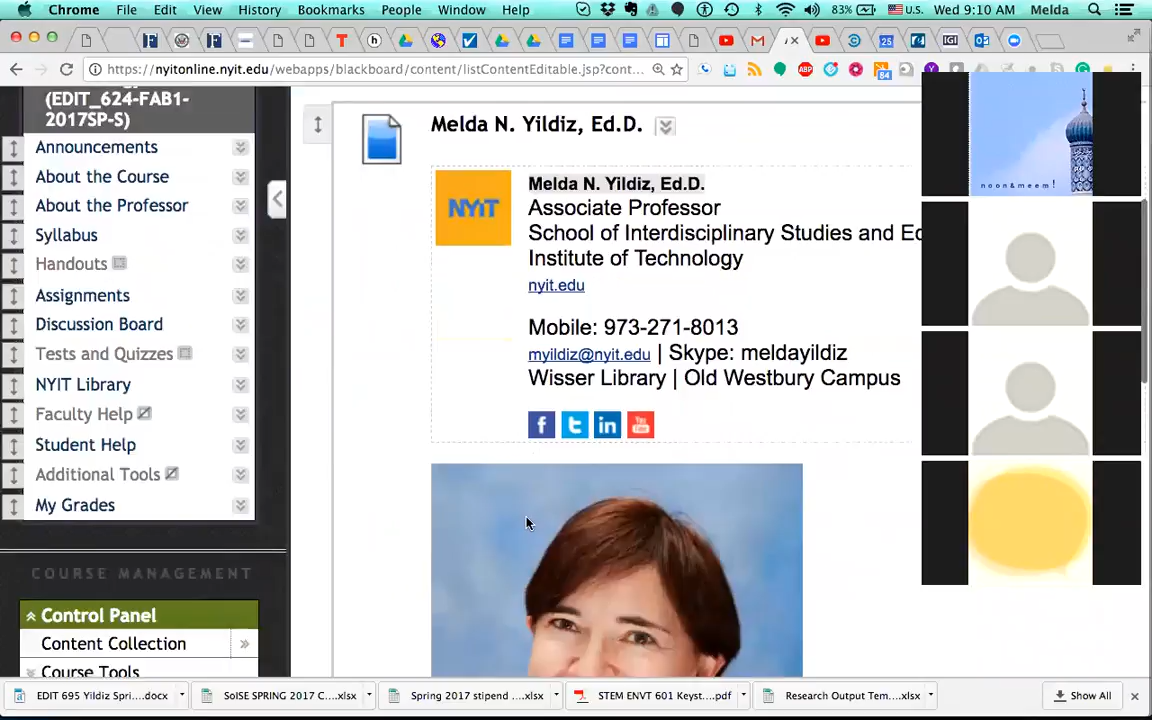 Chrome File Edit View History Bookmarks People Window Help 83% U.S. Wed 9:10 AM Melda
https://nyitonline.nyit.edu/webapps/blackboard/content/listContentEditable.jsp?cont...
(EDIT_624-FAB1-
2017SP-S)
Announcements
About the Course
About the Professor
Syllabus
Handouts
Assignments
Discussion Board
Tests and Quizzes
NYIT Library
Faculty Help
Student Help
Additional Tools
My Grades
COURSE MANAGEMENT
Control Panel
Content Collection
Course Tools
Melda N. Yildiz, Ed.D.
NYIT
Melda N. Yildiz, Ed.D.
Associate Professor
School of Interdisciplinary Studies and Ed
Institute of Technology
nyit.edu
Mobile: 973-271-8013
myildiz@nyit.edu | Skype: meldayildiz
Wisser Library | Old Westbury Campus
noon&meem!
EDIT 695 Yildiz Spri....docx
SoISE SPRING 2017 C....xlsx
Spring 2017 stipend ....xlsx
STEM ENVT 601 Keyst....pdf
Research Output Tem....xlsx
Show All